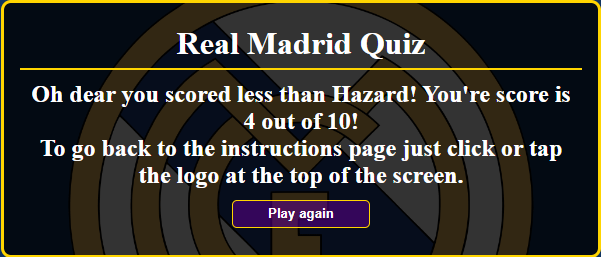 Real Madrid Quiz
Oh dear you scored less than Hazard! You're score is
4 out of 10!
To go back to the instructions page just click or tap
the logo at the top of the screen.
Play again